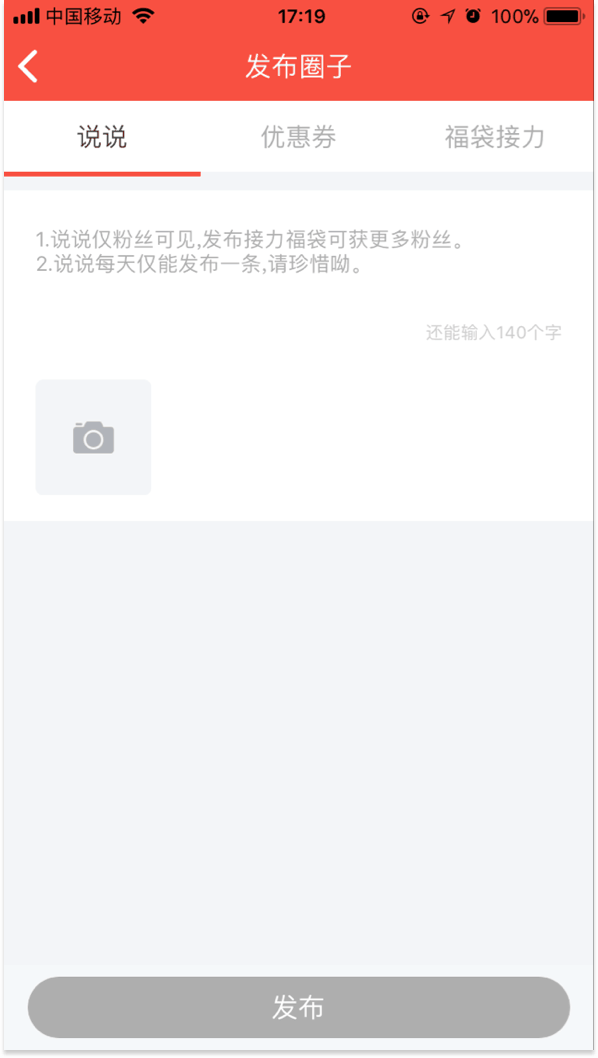 中国移动 17:19 100%
发布圈子
说说 优惠券 福袋接力
1.说说仅粉丝可见,发布接力福袋可获更多粉丝。
2.说说每天仅能发布一条,请珍惜呦。
还能输入140个字
发布